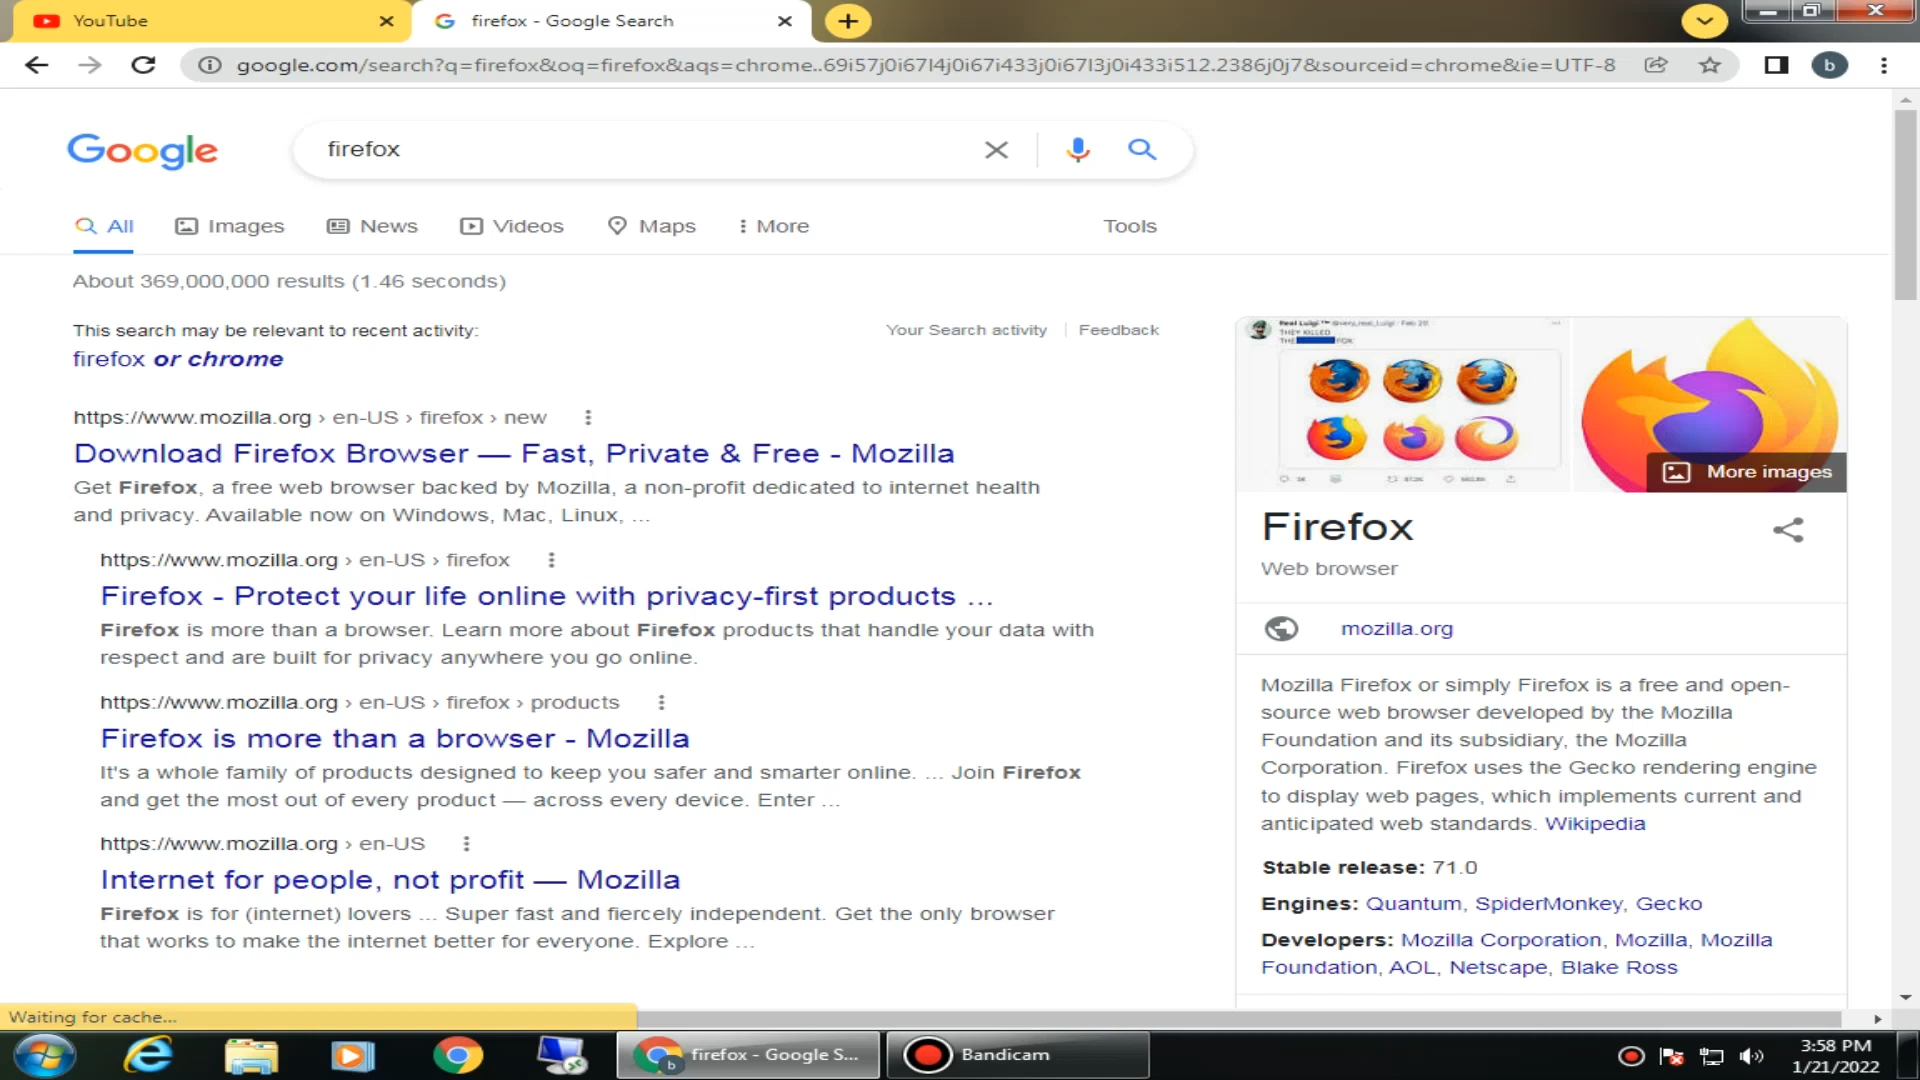 YouTube
firefox - Google Search
google.com/search?q=firefox&oq=firefox&aqs=chrome..69i57j0i67l4j0i67i433j0i67l3j0i433i512.2386j0j7&sourceid=chrome&ie=UTF-8
b
Google
firefox
All
Images
News
Videos
Maps
More
Tools
About 369,000,000 results (1.46 seconds)
This search may be relevant to recent activity:
Your Search activity
Feedback
firefox or chrome
https://www.mozilla.org › en-US › firefox › new
Download Firefox Browser — Fast, Private & Free - Mozilla
Get Firefox, a free web browser backed by Mozilla, a non-profit dedicated to internet health
and privacy. Available now on Windows, Mac, Linux, ...
https://www.mozilla.org › en-US › firefox
Firefox - Protect your life online with privacy-first products ...
Firefox is more than a browser. Learn more about Firefox products that handle your data with
respect and are built for privacy anywhere you go online.
https://www.mozilla.org › en-US › firefox › products
Firefox is more than a browser - Mozilla
It's a whole family of products designed to keep you safer and smarter online. ... Join Firefox
and get the most out of every product — across every device. Enter ...
https://www.mozilla.org › en-US
Internet for people, not profit — Mozilla
Firefox is for (internet) lovers ... Super fast and fiercely independent. Get the only browser
that works to make the internet better for everyone. Explore ...
THEY KILLED
THE FOX
More images
Firefox
Web browser
mozilla.org
Mozilla Firefox or simply Firefox is a free and open-
source web browser developed by the Mozilla
Foundation and its subsidiary, the Mozilla
Corporation. Firefox uses the Gecko rendering engine
to display web pages, which implements current and
anticipated web standards. Wikipedia
Stable release: 71.0
Engines: Quantum, SpiderMonkey, Gecko
Developers: Mozilla Corporation, Mozilla, Mozilla
Foundation, AOL, Netscape, Blake Ross
Waiting for cache...
b
firefox - Google S...
Bandicam
3:58 PM
1/21/2022